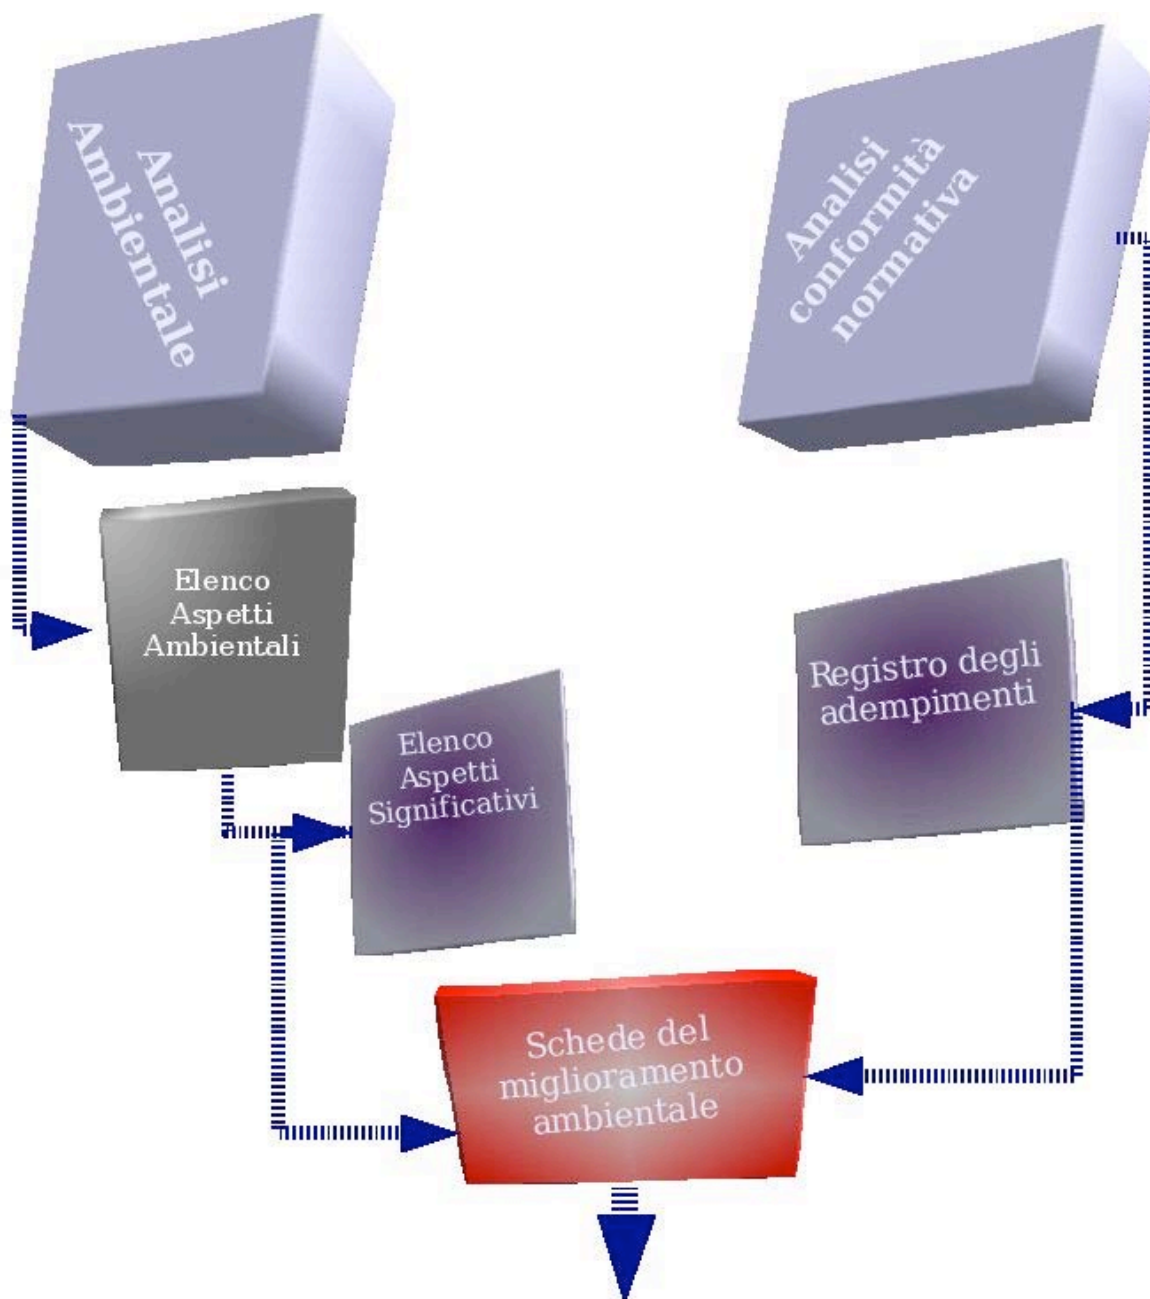 Analisi
Ambientale
Analisi
conformità
normativa
Elenco
Aspetti
Ambientali
Registro degli
adempimenti
Elenco
Aspetti
Significativi
Schede del
miglioramento
ambientale